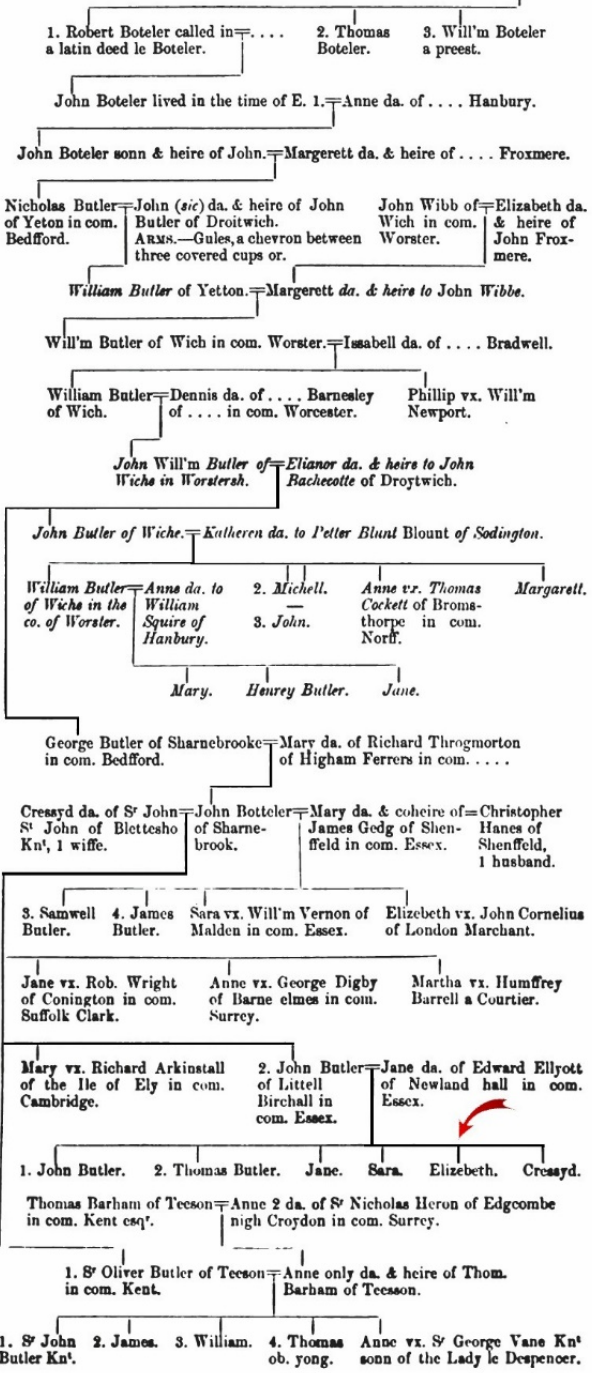 1. Robert Boteler called in=. . . . 2. Thomas 3. Will'm Boteler
a latin deed le Boteler. Boteler. a preest.
John Boteler lived in the time of E. 1.=Anne da. of . . . . Hanbury.
John Boteler sonn & heire of John.=Margerett da. & heire of . . . . Froxmere.
Nicholas Butler=John (sic) da. & heire of John John Wibb of=Elizabeth da.
of Yeton in com. Butler of Droitwich. Wich in com. & heire of
Bedfford. ARMS.—Gules, a chevron between Worster. John Frox-
three covered cups or. mere.
William Butler of Yetton.=Margerett da. & heire to John Wibbe.
Will'm Butler of Wich in com. Worster.=Issabell da. of . . . . Bradwell.
William Butler=Dennis da. of . . . . Barnesley Phillip vx. Will'm
of Wich. of . . . . in com. Worcester. Newport.
John Will'm Butler of=Elianor da. & heire to John
Wiche in Worstersh. Bachecotte of Droytwich.
John Butler of Wiche.=Katheren da. to Petter Blunt Blount of Sodington.
William Butler=Anne da. to 2. Michell. Anne vx. Thomas Margarett.
of Wiche in the William — Cockett of Broms-
co. of Worster. Squire of 3. John. thorpe in com.
Hanbury. Norff.
Mary. Henrey Butler. Jane.
George Butler of Sharnebrooke=Mary da. of Richard Throgmorton
in com. Bedfford. of Higham Ferrers in com. . . . .
Cressyd da. of Sr John=John Botteler=Mary da. & coheire of=Christopher
St John of Blettesho of Sharne- James Gedg of Shen- Hanes of
Knt, 1 wiffe. brook. ffeld in com. Essex. Shenffeld,
1 husband.
3. Samwell 4. James Sara vx. Will'm Vernon of Elizebeth vx. John Cornelius
Butler. Butler. Malden in com. Essex. of London Marchant.
Jane vx. Rob. Wright Anne vx. George Digby Martha vx. Humffrey
of Conington in com. of Barne elmes in com. Barrell a Courtier.
Suffolk Clark. Surrey.
Mary vx. Richard Arkinstall 2. John Butler=Jane da. of Edward Ellyott
of the Ile of Ely in com. of Littell of Newland hall in com.
Cambridge. Birchall in Essex.
com. Essex.
1. John Butler. 2. Thomas Butler. Jane. Sara. Elizebeth. Cressyd.
Thomas Barham of Teeson=Anne 2 da. of Sr Nicholas Heron of Edgcombe
in com. Kent esqr. nigh Croydon in com. Surrey.
1. Sr Oliver Butler of Teeson=Anne only da. & heire of Thom.
in com. Kent. Barham of Teesson.
1. Sr John 2. James. 3. William. 4. Thomas Anne vx. Sr George Vane Knt
Butler Knt. ob. yong. sonn of the Lady le Despencer.